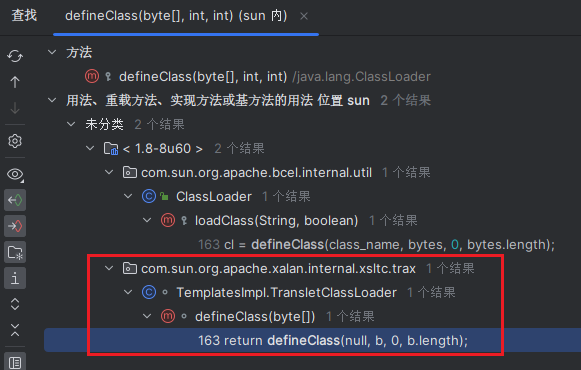 查找 defineClass(byte[], int, int) (sun 内) ×
方法
m defineClass(byte[], int, int) /java.lang.ClassLoader
用法、重载方法、实现方法或基方法的用法 位置 sun 2 个结果
未分类 2 个结果
< 1.8-8u60 > 2 个结果
com.sun.org.apache.bcel.internal.util 1 个结果
C ClassLoader 1 个结果
m loadClass(String, boolean) 1 个结果
163 cl = defineClass(class_name, bytes, 0, bytes.length);
com.sun.org.apache.xalan.internal.xsltc.trax 1 个结果
C TemplatesImpl.TransletClassLoader 1 个结果
m defineClass(byte[]) 1 个结果
163 return defineClass(null, b, 0, b.length);